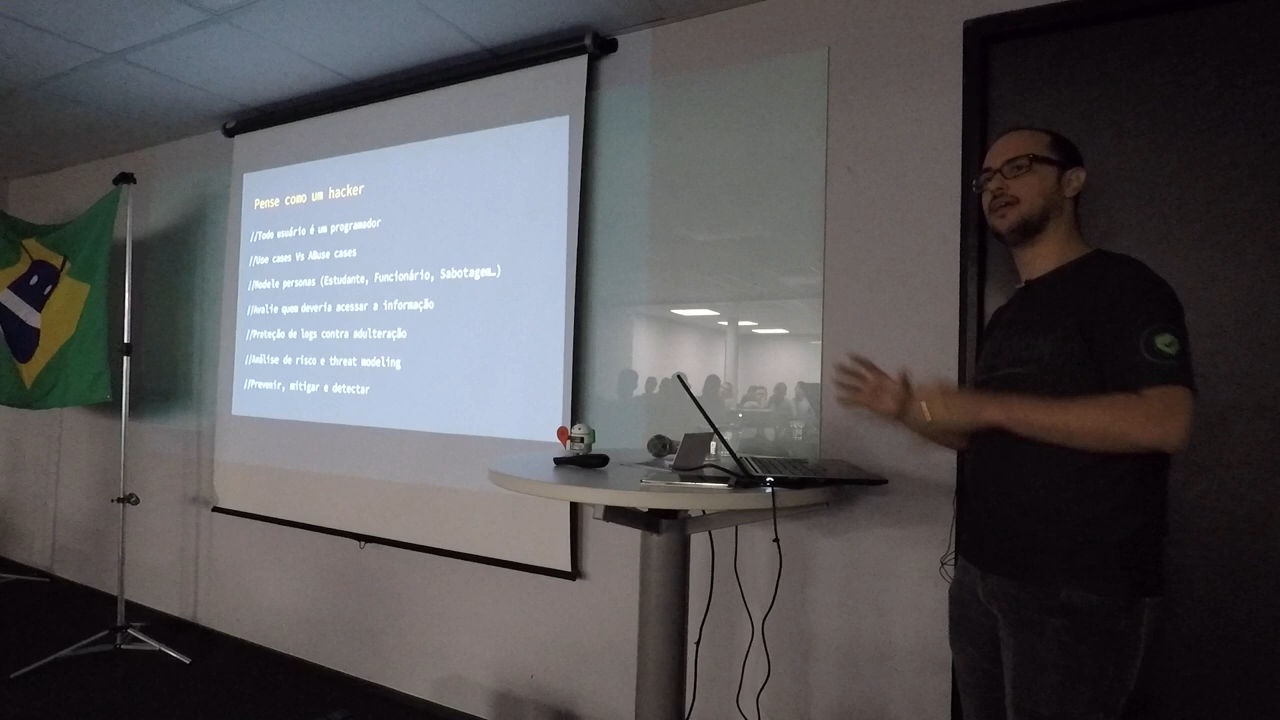 Pense como um hacker
//Todo usuário é um programador
//Use cases Vs ABuse cases
//Modele personas (Estudante, Funcionário, Sabotagem…)
//Avalie quem deveria acessar a informação
//Proteção de logs contra adulteração
//Análise de risco e threat modeling
//Prevenir, mitigar e detectar